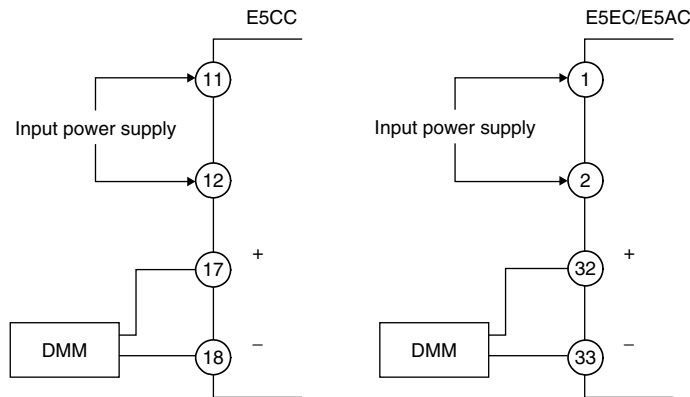 E5CC
11
Input power supply
12
17
+
DMM
18
−
E5EC/E5AC
1
Input power supply
2
32
+
DMM
33
−